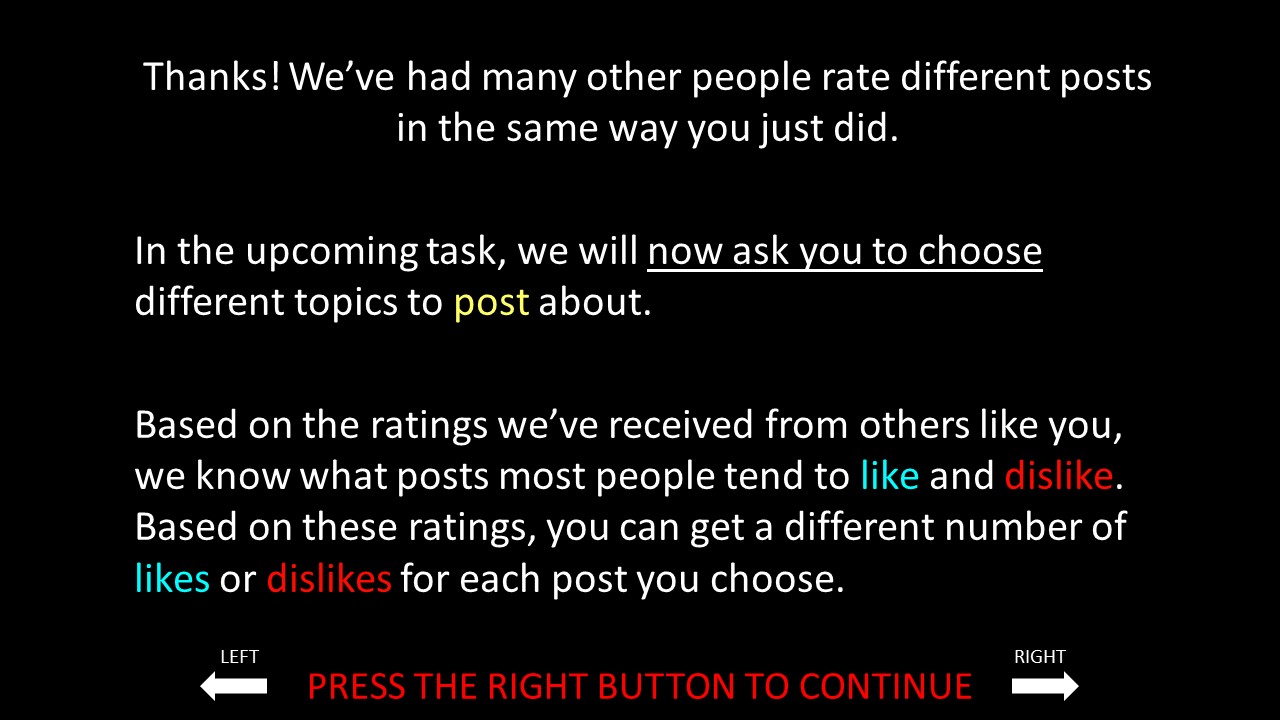 Thanks! We’ve had many other people rate different posts
in the same way you just did.
In the upcoming task, we will now ask you to choose
different topics to post about.
Based on the ratings we’ve received from others like you,
we know what posts most people tend to like and dislike.
Based on these ratings, you can get a different number of
likes or dislikes for each post you choose.
LEFT
RIGHT
PRESS THE RIGHT BUTTON TO CONTINUE